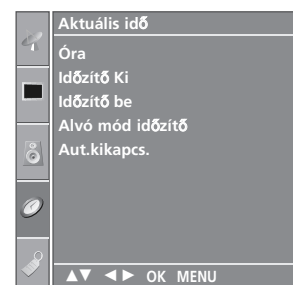 Aktuális idő
Óra
Időzítő Ki
Időzítő be
Alvó mód időzítő
Aut.kikapcs.
▲▼ ◄► OK MENU